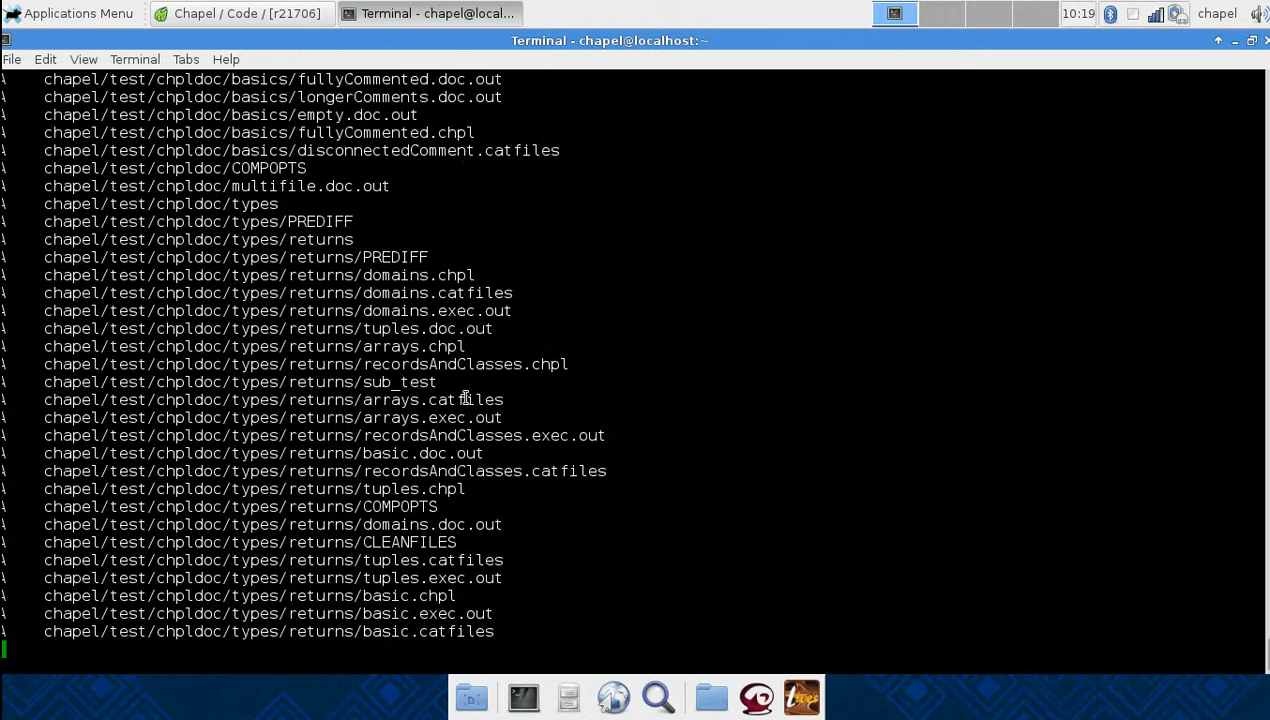 Applications Menu
Chapel / Code / [r21706]
Terminal - chapel@local...
10:19
chapel
Terminal - chapel@localhost:~
File Edit View Terminal Tabs Help
A chapel/test/chpldoc/basics/fullyCommented.doc.out
A chapel/test/chpldoc/basics/longerComments.doc.out
A chapel/test/chpldoc/basics/empty.doc.out
A chapel/test/chpldoc/basics/fullyCommented.chpl
A chapel/test/chpldoc/basics/disconnectedComment.catfiles
A chapel/test/chpldoc/COMPOPTS
A chapel/test/chpldoc/multifile.doc.out
A chapel/test/chpldoc/types
A chapel/test/chpldoc/types/PREDIFF
A chapel/test/chpldoc/types/returns
A chapel/test/chpldoc/types/returns/PREDIFF
A chapel/test/chpldoc/types/returns/domains.chpl
A chapel/test/chpldoc/types/returns/domains.catfiles
A chapel/test/chpldoc/types/returns/domains.exec.out
A chapel/test/chpldoc/types/returns/tuples.doc.out
A chapel/test/chpldoc/types/returns/arrays.chpl
A chapel/test/chpldoc/types/returns/recordsAndClasses.chpl
A chapel/test/chpldoc/types/returns/sub_test
A chapel/test/chpldoc/types/returns/arrays.catfiles
A chapel/test/chpldoc/types/returns/arrays.exec.out
A chapel/test/chpldoc/types/returns/recordsAndClasses.exec.out
A chapel/test/chpldoc/types/returns/basic.doc.out
A chapel/test/chpldoc/types/returns/recordsAndClasses.catfiles
A chapel/test/chpldoc/types/returns/tuples.chpl
A chapel/test/chpldoc/types/returns/COMPOPTS
A chapel/test/chpldoc/types/returns/domains.doc.out
A chapel/test/chpldoc/types/returns/CLEANFILES
A chapel/test/chpldoc/types/returns/tuples.catfiles
A chapel/test/chpldoc/types/returns/tuples.exec.out
A chapel/test/chpldoc/types/returns/basic.chpl
A chapel/test/chpldoc/types/returns/basic.exec.out
A chapel/test/chpldoc/types/returns/basic.catfiles